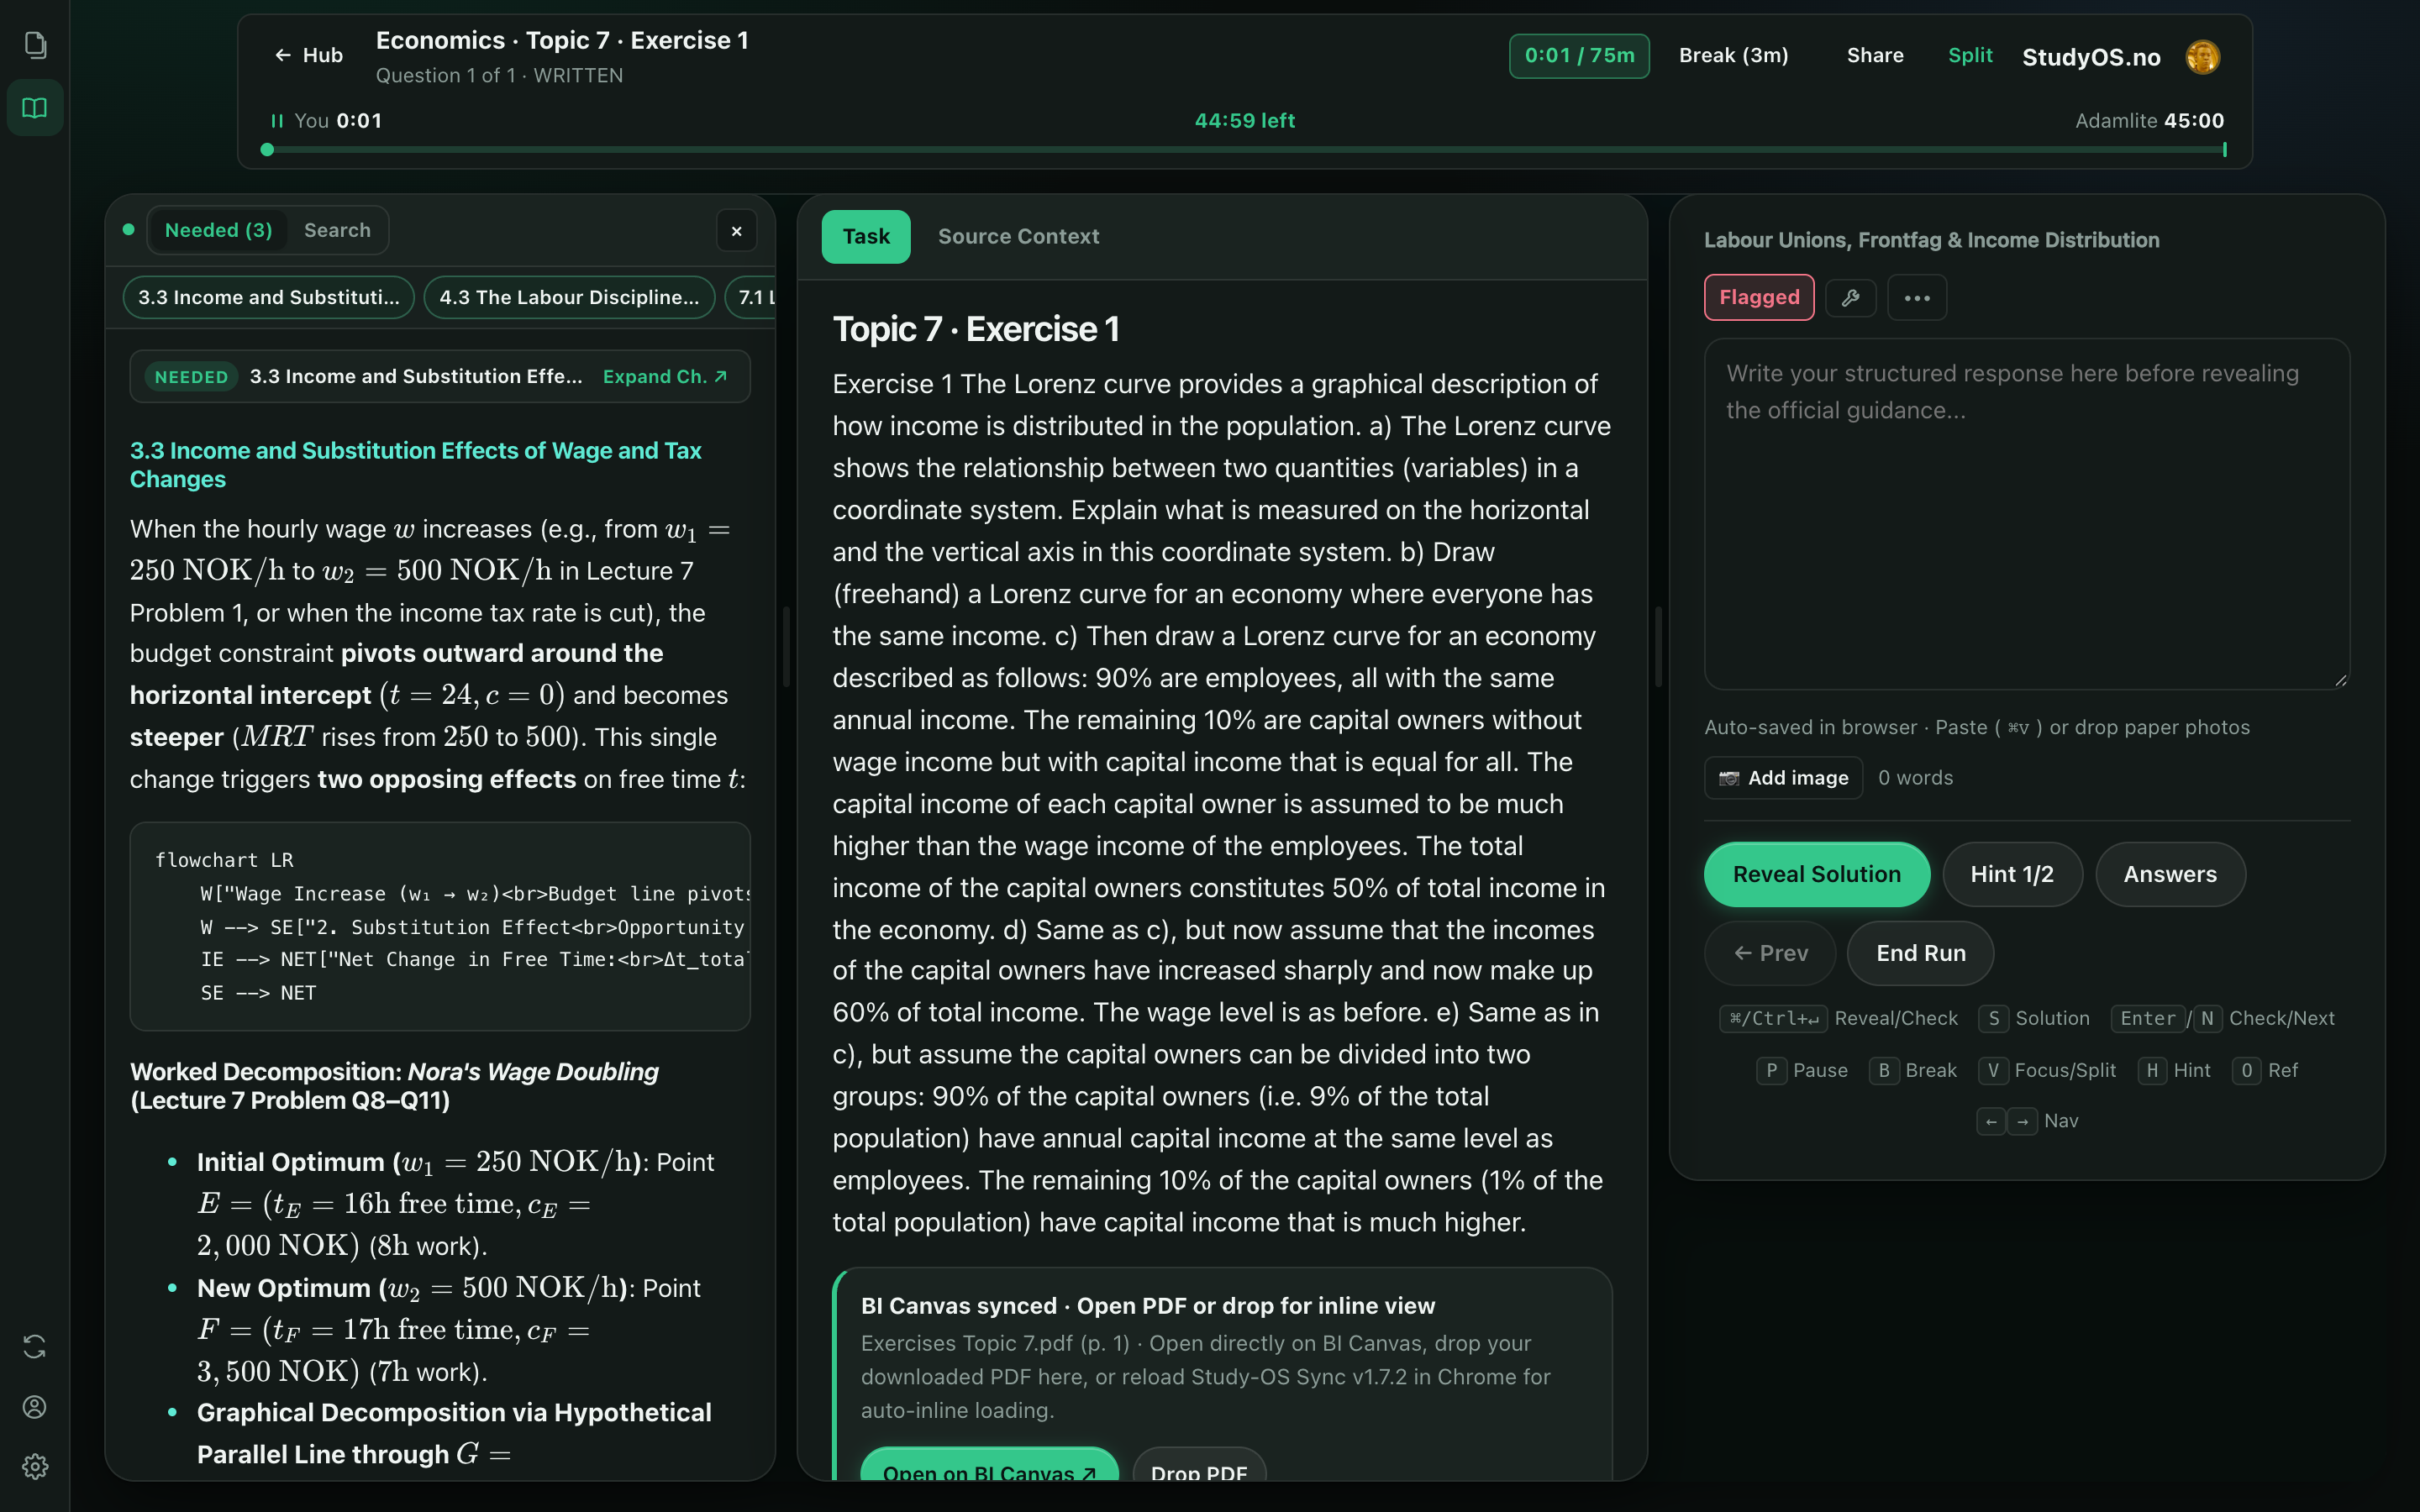 ← Hub
Economics · Topic 7 · Exercise 1
Question 1 of 1 · WRITTEN
0:01 / 75m
Break (3m)
Share
Split
StudyOS.no
You 0:01
44:59 left
Adamlite 45:00
Needed (3)
Search
×
3.3 Income and Substituti...
4.3 The Labour Discipline...
7.1 L
NEEDED 3.3 Income and Substitution Effe... Expand Ch. ↗
3.3 Income and Substitution Effects of Wage and Tax
Changes
When the hourly wage w increases (e.g., from w₁ =
250 NOK/h to w₂ = 500 NOK/h in Lecture 7
Problem 1, or when the income tax rate is cut), the
budget constraint pivots outward around the
horizontal intercept (t = 24, c = 0) and becomes
steeper (MRT rises from 250 to 500). This single
change triggers two opposing effects on free time t:
flowchart LR
W["Wage Increase (w₁ → w₂)<br>Budget line pivots
W --> SE["2. Substitution Effect<br>Opportunity
IE --> NET["Net Change in Free Time:<br>Δt_total
SE --> NET
Worked Decomposition: Nora's Wage Doubling
(Lecture 7 Problem Q8–Q11)
• Initial Optimum (w₁ = 250 NOK/h): Point
E = (t_E = 16h free time, c_E =
2,000 NOK) (8h work).
• New Optimum (w₂ = 500 NOK/h): Point
F = (t_F = 17h free time, c_F =
3,500 NOK) (7h work).
• Graphical Decomposition via Hypothetical
Parallel Line through G =
Task
Source Context
Topic 7 · Exercise 1
Exercise 1 The Lorenz curve provides a graphical description of
how income is distributed in the population. a) The Lorenz curve
shows the relationship between two quantities (variables) in a
coordinate system. Explain what is measured on the horizontal
and the vertical axis in this coordinate system. b) Draw
(freehand) a Lorenz curve for an economy where everyone has
the same income. c) Then draw a Lorenz curve for an economy
described as follows: 90% are employees, all with the same
annual income. The remaining 10% are capital owners without
wage income but with capital income that is equal for all. The
capital income of each capital owner is assumed to be much
higher than the wage income of the employees. The total
income of the capital owners constitutes 50% of total income in
the economy. d) Same as c), but now assume that the incomes
of the capital owners have increased sharply and now make up
60% of total income. The wage level is as before. e) Same as in
c), but assume the capital owners can be divided into two
groups: 90% of the capital owners (i.e. 9% of the total
population) have annual capital income at the same level as
employees. The remaining 10% of the capital owners (1% of the
total population) have capital income that is much higher.
BI Canvas synced · Open PDF or drop for inline view
Exercises Topic 7.pdf (p. 1) · Open directly on BI Canvas, drop your
downloaded PDF here, or reload Study-OS Sync v1.7.2 in Chrome for
auto-inline loading.
Open on BI Canvas ↗
Drop PDF
Labour Unions, Frontfag & Income Distribution
Flagged
Write your structured response here before revealing
the official guidance...
Auto-saved in browser · Paste ( ⌘V ) or drop paper photos
Add image
0 words
Reveal Solution
Hint 1/2
Answers
← Prev
End Run
⌘/Ctrl+↵ Reveal/Check S Solution Enter/N Check/Next
P Pause B Break V Focus/Split H Hint O Ref
← → Nav